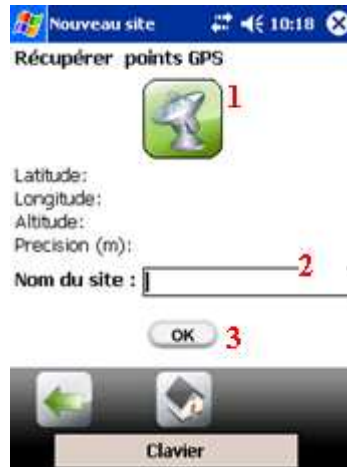 Nouveau site 10:18
Récupérer points GPS
1
Latitude:
Longitude:
Altitude:
Precision (m):
2
Nom du site :
OK 3
Clavier